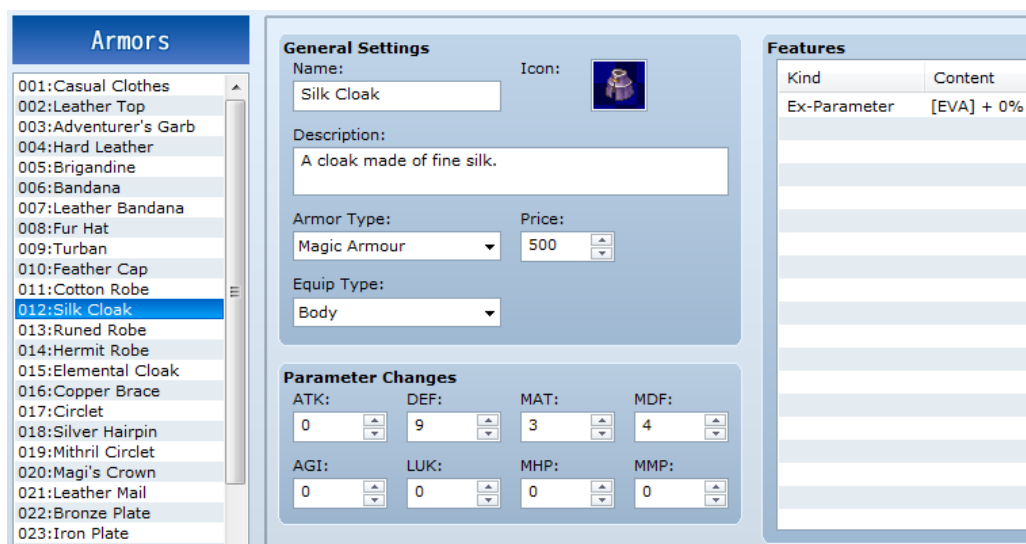 Armors
001:Casual Clothes
002:Leather Top
003:Adventurer's Garb
004:Hard Leather
005:Brigandine
006:Bandana
007:Leather Bandana
008:Fur Hat
009:Turban
010:Feather Cap
011:Cotton Robe
012:Silk Cloak
013:Runed Robe
014:Hermit Robe
015:Elemental Cloak
016:Copper Brace
017:Circlet
018:Silver Hairpin
019:Mithril Circlet
020:Magi's Crown
021:Leather Mail
022:Bronze Plate
023:Iron Plate
General Settings
Name: Icon:
Silk Cloak
Description:
A cloak made of fine silk.
Armor Type: Price:
Magic Armour 500
Equip Type:
Body
Parameter Changes
ATK: DEF: MAT: MDF:
0 9 3 4
AGI: LUK: MHP: MMP:
0 0 0 0
Features
Kind Content
Ex-Parameter [EVA] + 0%